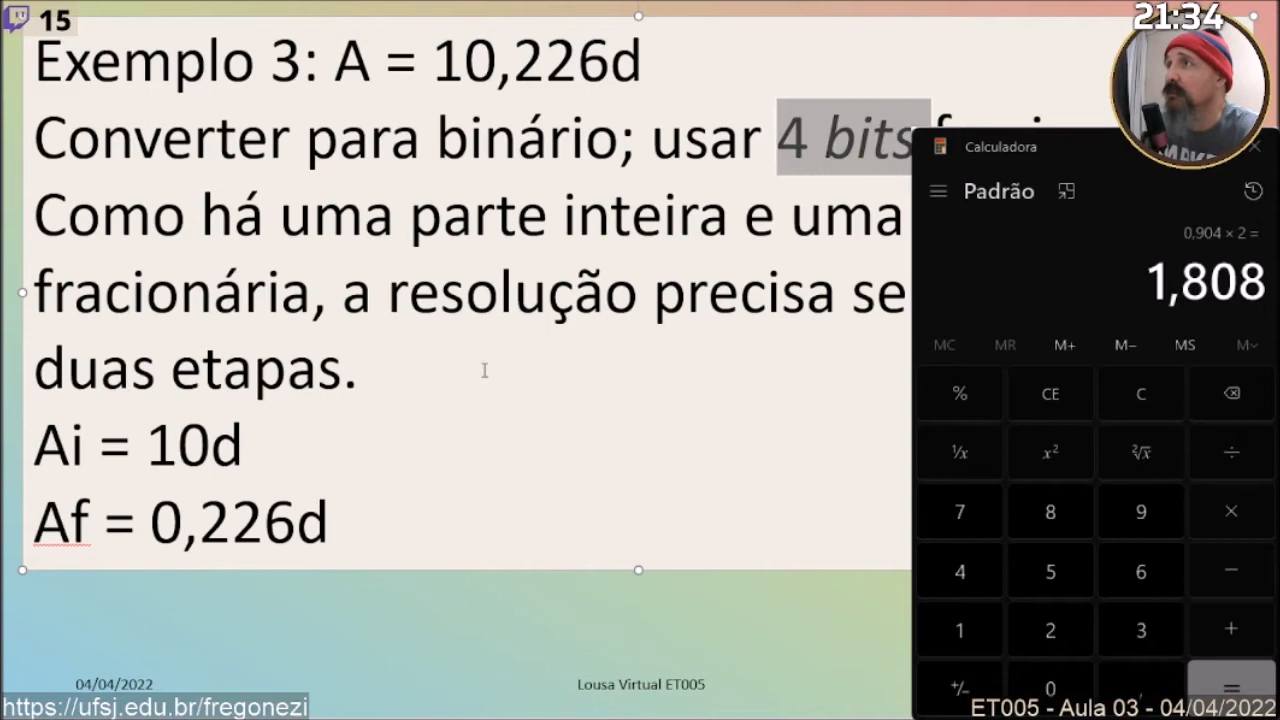 15
21:34
Exemplo 3: A = 10,226d
Converter para binário; usar 4 bits
Como há uma parte inteira e uma
fracionária, a resolução precisa se
duas etapas.
Ai = 10d
Af = 0,226d
Calculadora
Padrão
0,904 × 2 =
1,808
MC MR M+ M− MS M˅
% CE C
¹/x x² ²√x ÷
7 8 9 ×
4 5 6 −
1 2 3 +
+/− 0 , =
04/04/2022
Lousa Virtual ET005
https://ufsj.edu.br/fregonezi
ET005 - Aula 03 - 04/04/2022